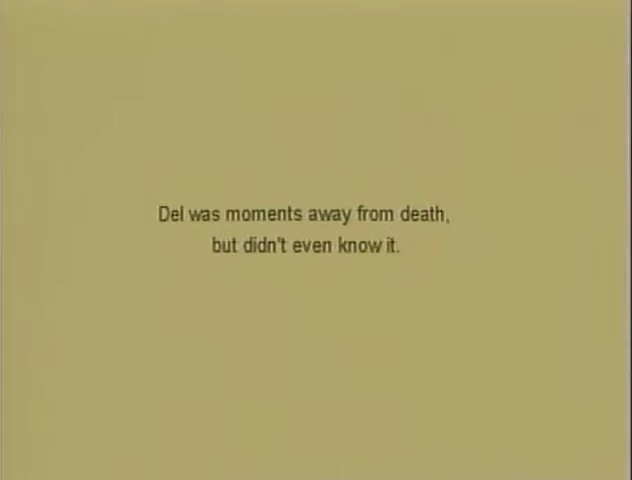 Del was moments away from death,
but didn't even know it.